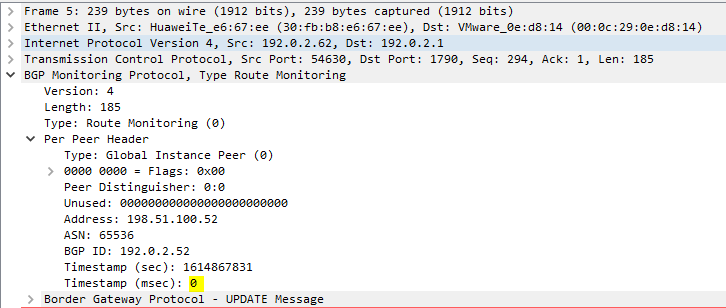 Frame 5: 239 bytes on wire (1912 bits), 239 bytes captured (1912 bits)
Ethernet II, Src: HuaweiTe_e6:67:ee (30:fb:b8:e6:67:ee), Dst: VMware_0e:d8:14 (00:0c:29:0e:d8:14)
Internet Protocol Version 4, Src: 192.0.2.62, Dst: 192.0.2.1
Transmission Control Protocol, Src Port: 54630, Dst Port: 1790, Seq: 294, Ack: 1, Len: 185
BGP Monitoring Protocol, Type Route Monitoring
Version: 4
Length: 185
Type: Route Monitoring (0)
Per Peer Header
Type: Global Instance Peer (0)
0000 0000 = Flags: 0x00
Peer Distinguisher: 0:0
Unused: 000000000000000000000000
Address: 198.51.100.52
ASN: 65536
BGP ID: 192.0.2.52
Timestamp (sec): 1614867831
Timestamp (msec): 0
Border Gateway Protocol - UPDATE Message